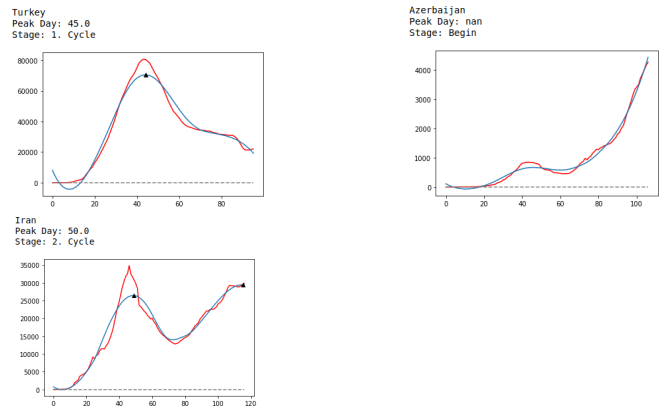 Turkey
Peak Day: 45.0
Stage: 1. Cycle
80000
60000
40000
20000
0
0 20 40 60 80
Azerbaijan
Peak Day: nan
Stage: Begin
4000
3000
2000
1000
0
0 20 40 60 80 100
Iran
Peak Day: 50.0
Stage: 2. Cycle
35000
30000
25000
20000
15000
10000
5000
0
0 20 40 60 80 100 120